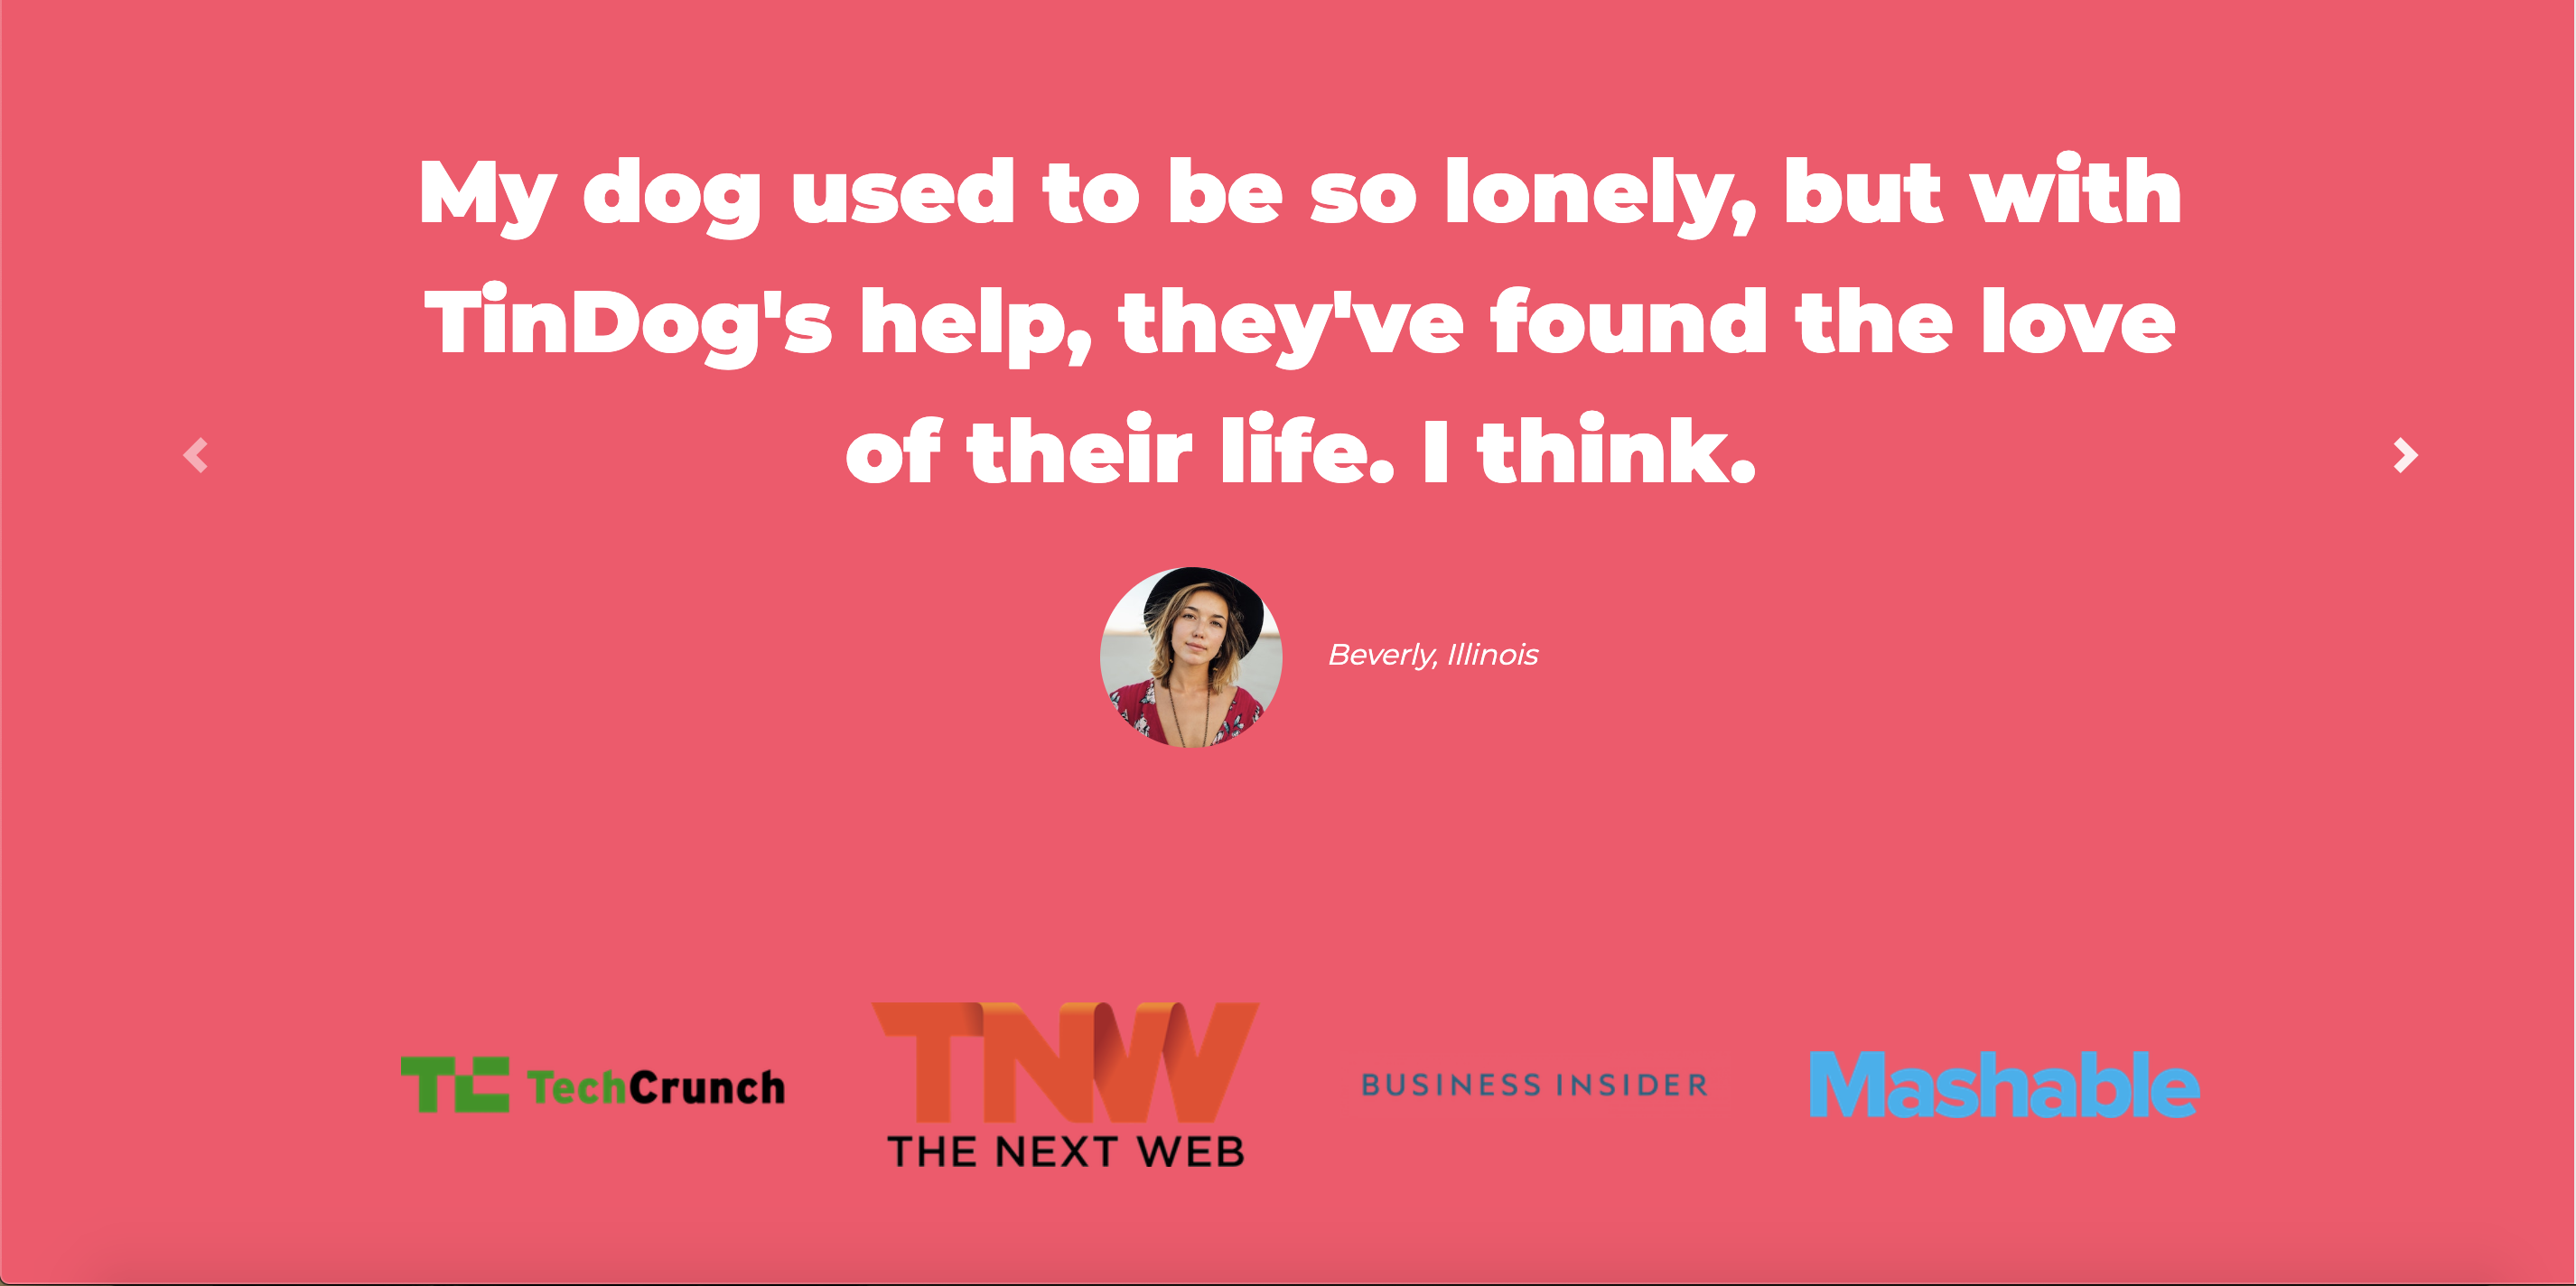 My dog used to be so lonely, but with
TinDog's help, they've found the love
of their life. I think.
Beverly, Illinois
TC TechCrunch
TNW
THE NEXT WEB
BUSINESS INSIDER
Mashable